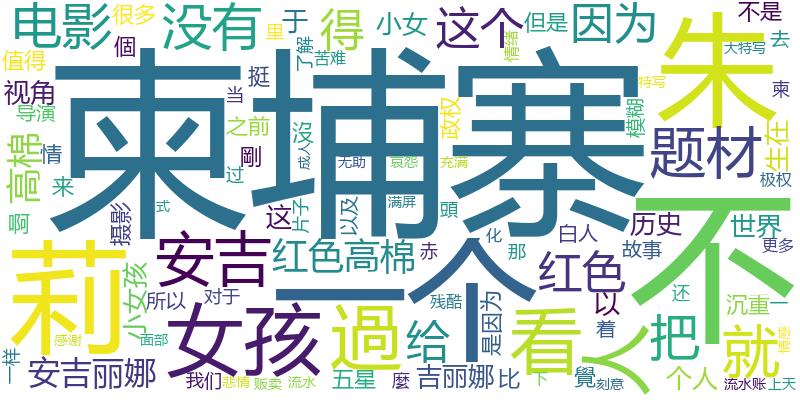 电影
很多
没有
于
得
小女
这个
但是
因为
不是
里
大特写
去
值得
個
了解
苦难
情绪
朱
视角
挺
特写
柬
导演
当
柬埔寨
政权
模糊
生在
之前
没
高棉
情
剛
成人
无助
哀怨
充满
题材
极权
来
过
满屏
不
啊
摄影
式
这
片子
以及
頭
历史
世界
安吉
化
那
白人
故事
更多
莉
小女孩
红色高棉
赤
一个
红色
所以
对于
女孩
過
给
残酷
是因为
以
看
人
还
沉重
一
把
就
着
感谢
面部
情感
一样
安吉丽娜
我们
悲情
贩卖
流水
五星
麼
吉丽娜
比
下
覺
刻意
个人
流水账
上天